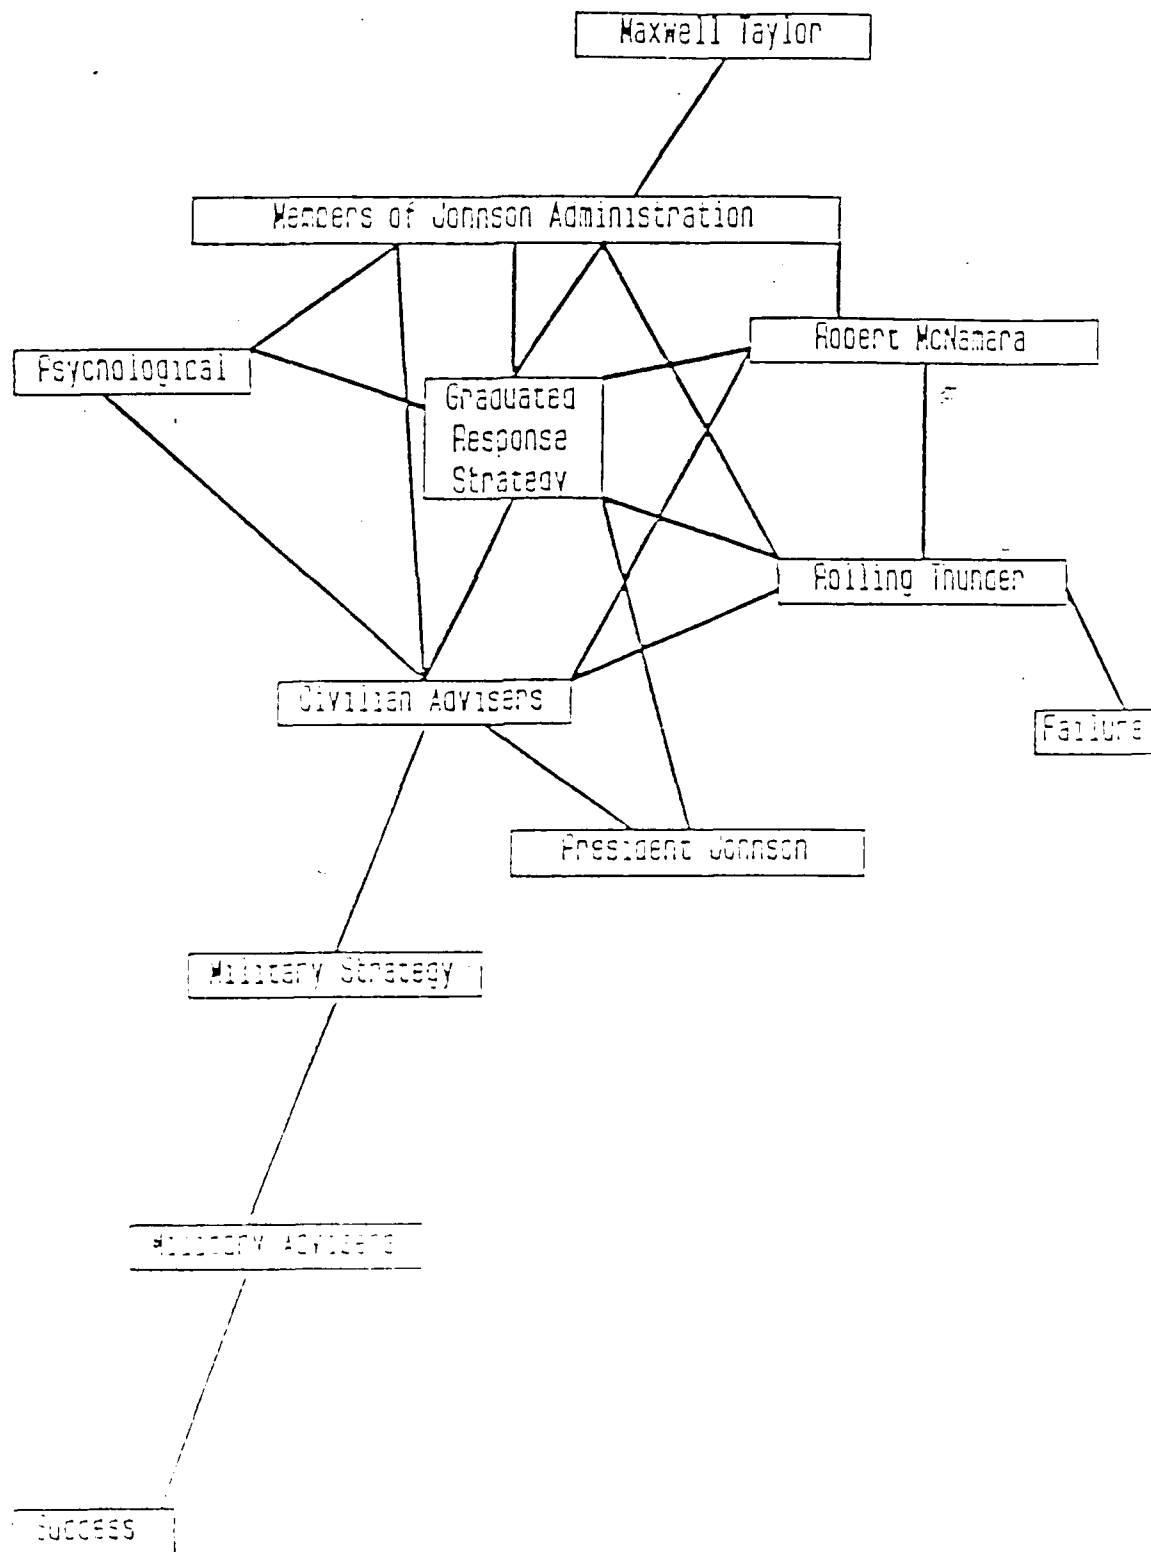 Maxwell Taylor
Members of Johnson Administration
Robert McNamara
Psychological
Graduated
Response
Strategy
Rolling Thunder
Civilian Advisers
Failure
President Johnson
Military Strategy
Military Advisers
Success